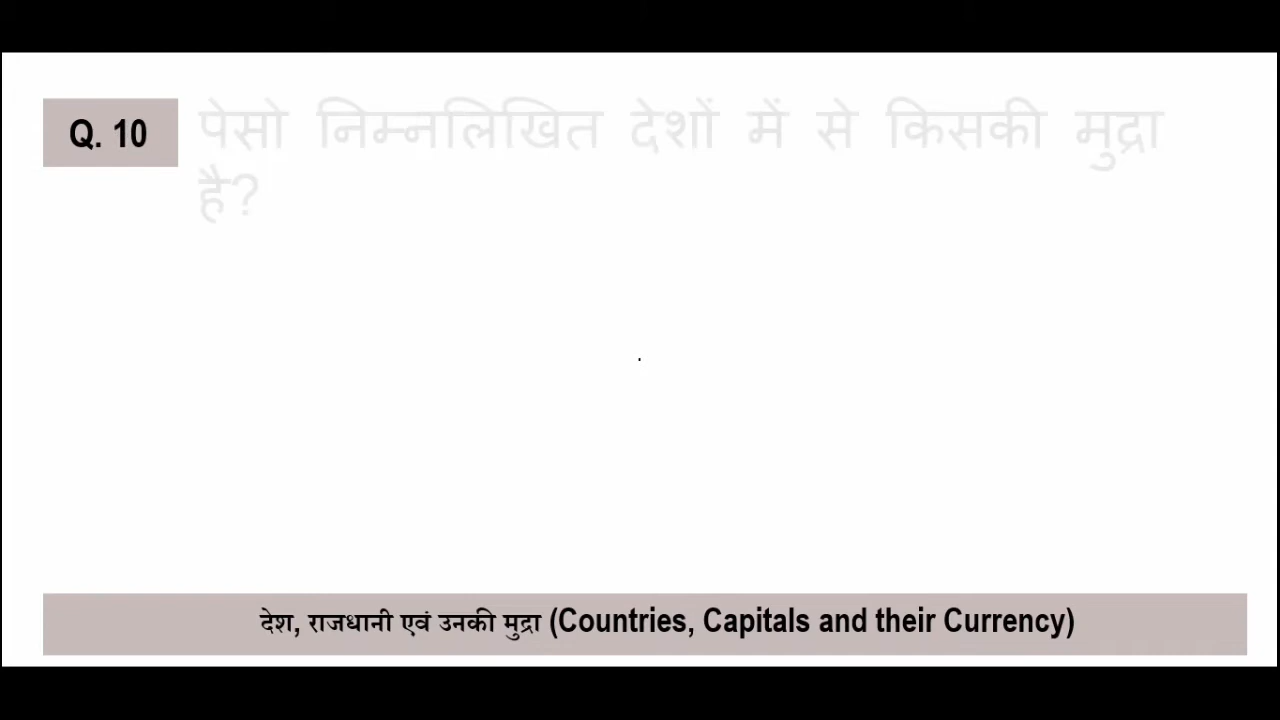 Q. 10
पेसो निम्नलिखित देशों में से किसकी मुद्रा
है?
देश, राजधानी एवं उनकी मुद्रा (Countries, Capitals and their Currency)